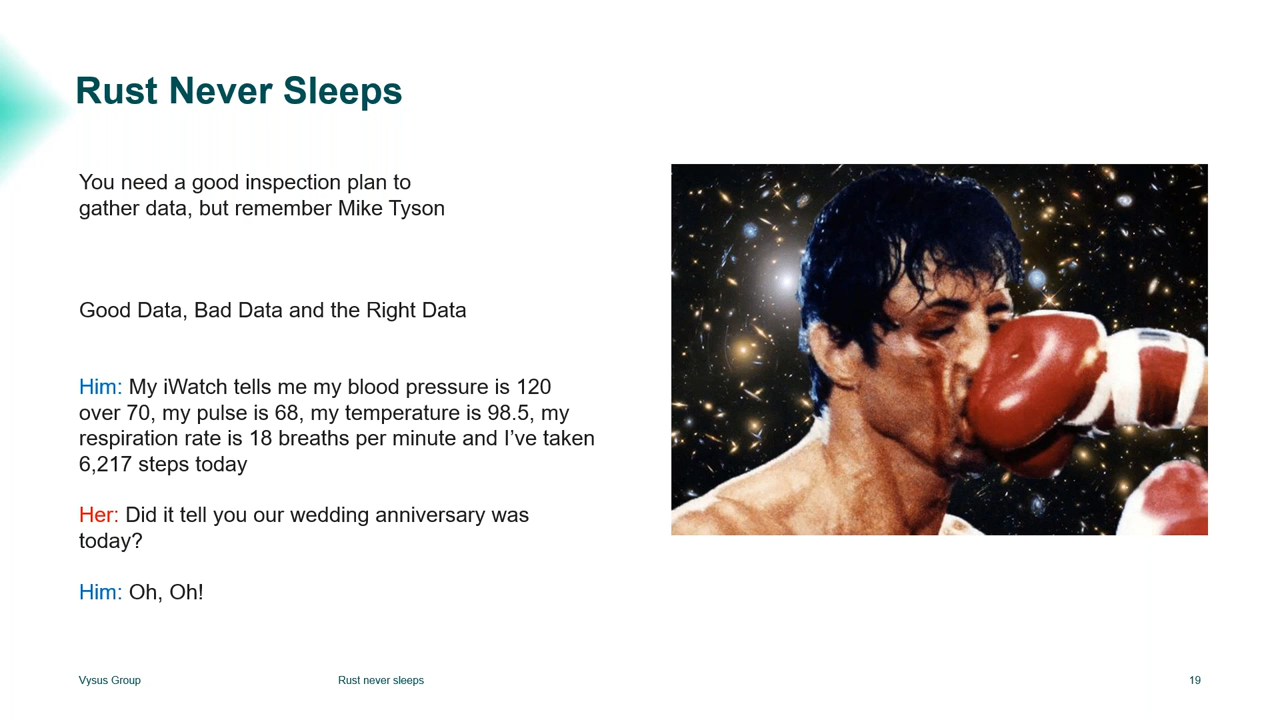 Rust Never Sleeps
You need a good inspection plan to
gather data, but remember Mike Tyson
Good Data, Bad Data and the Right Data
Him: My iWatch tells me my blood pressure is 120
over 70, my pulse is 68, my temperature is 98.5, my
respiration rate is 18 breaths per minute and I’ve taken
6,217 steps today
Her: Did it tell you our wedding anniversary was
today?
Him: Oh, Oh!
Vysus Group
Rust never sleeps
19